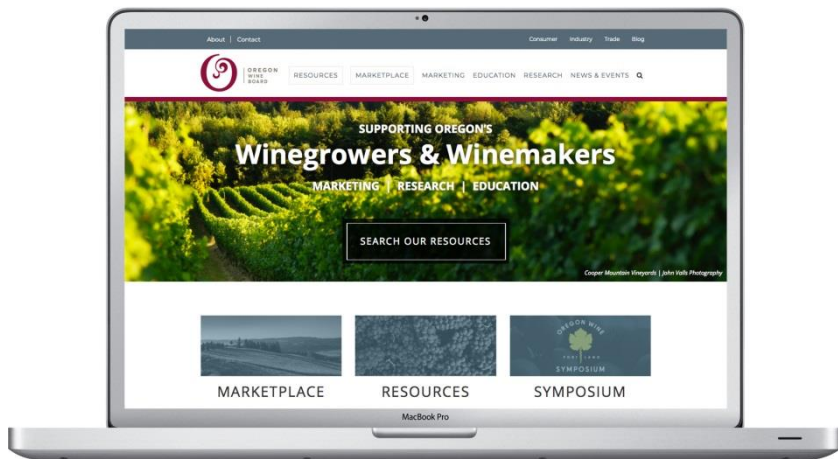 About | Contact
Consumer Industry Trade Blog
OREGON
WINE
BOARD
RESOURCES MARKETPLACE MARKETING EDUCATION RESEARCH NEWS & EVENTS
SUPPORTING OREGON'S
Winegrowers & Winemakers
MARKETING | RESEARCH | EDUCATION
SEARCH OUR RESOURCES
Cooper Mountain Vineyards | John Valls Photography
OREGON WINE
PORTLAND
SYMPOSIUM
MARKETPLACE RESOURCES SYMPOSIUM
MacBook Pro